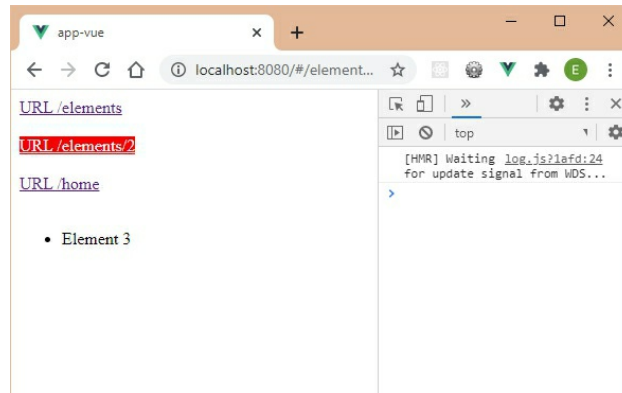 app-vue
localhost:8080/#/element...
E
URL /elements
URL /elements/2
URL /home
Element 3
top
[HMR] Waiting log.js?1afd:24
for update signal from WDS...